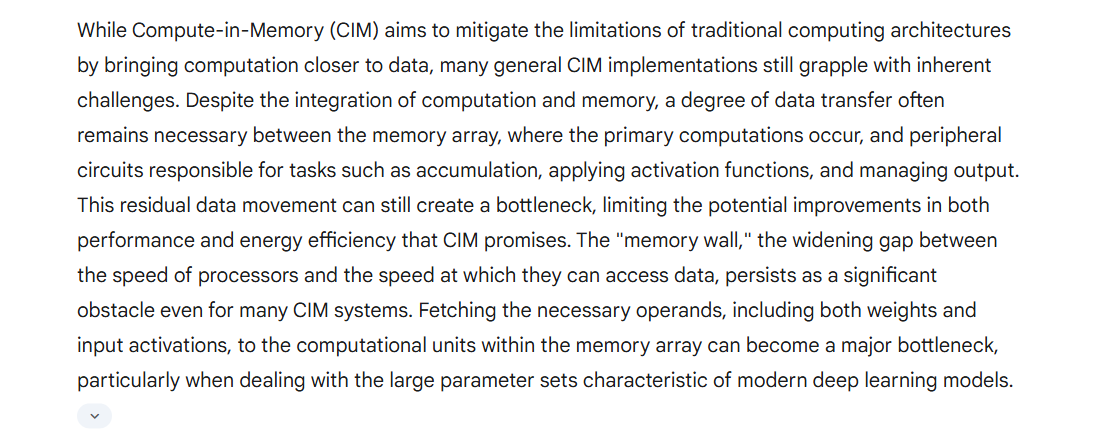 While Compute-in-Memory (CIM) aims to mitigate the limitations of traditional computing architectures
by bringing computation closer to data, many general CIM implementations still grapple with inherent
challenges. Despite the integration of computation and memory, a degree of data transfer often
remains necessary between the memory array, where the primary computations occur, and peripheral
circuits responsible for tasks such as accumulation, applying activation functions, and managing output.
This residual data movement can still create a bottleneck, limiting the potential improvements in both
performance and energy efficiency that CIM promises. The "memory wall," the widening gap between
the speed of processors and the speed at which they can access data, persists as a significant
obstacle even for many CIM systems. Fetching the necessary operands, including both weights and
input activations, to the computational units within the memory array can become a major bottleneck,
particularly when dealing with the large parameter sets characteristic of modern deep learning models.